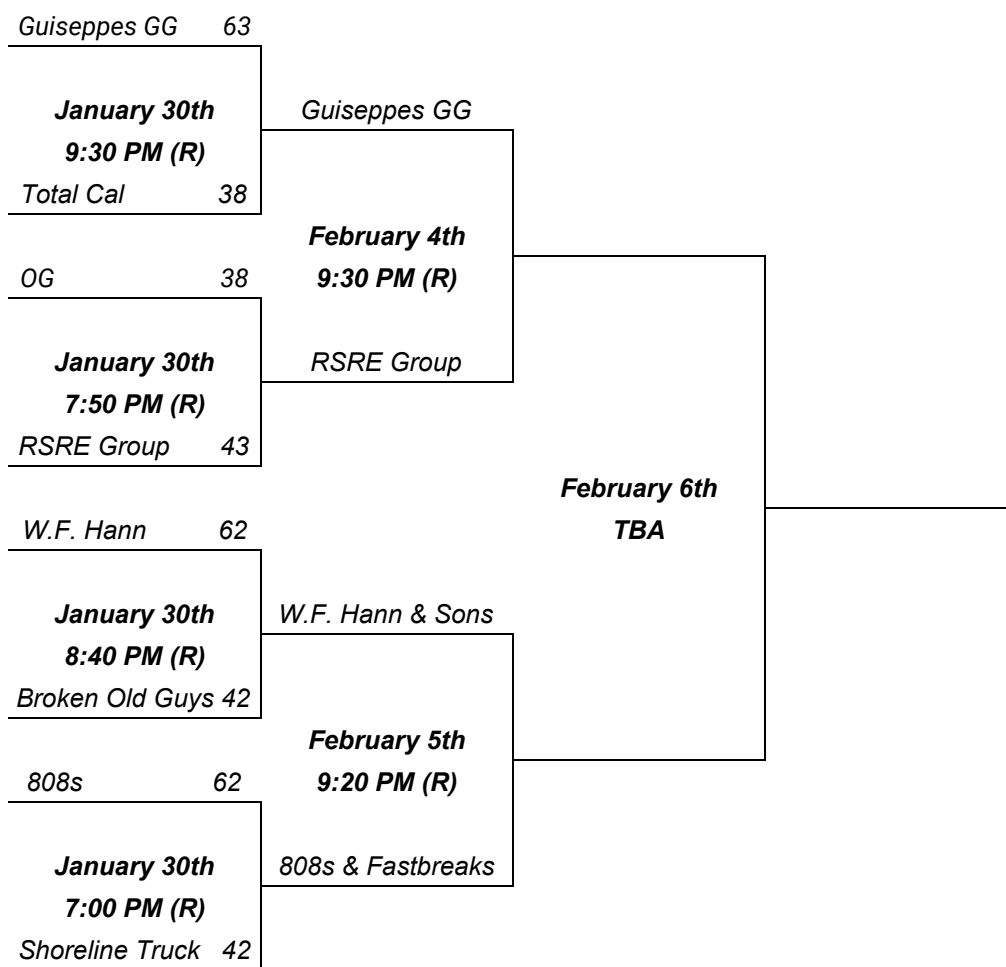 Guiseppes GG 63
January 30th
9:30 PM (R)
Total Cal 38
Guiseppes GG
February 4th
9:30 PM (R)
OG 38
January 30th
7:50 PM (R)
RSRE Group 43
RSRE Group
February 6th
TBA
W.F. Hann 62
January 30th
8:40 PM (R)
Broken Old Guys 42
W.F. Hann & Sons
February 5th
9:20 PM (R)
808s 62
January 30th
7:00 PM (R)
Shoreline Truck 42
808s & Fastbreaks